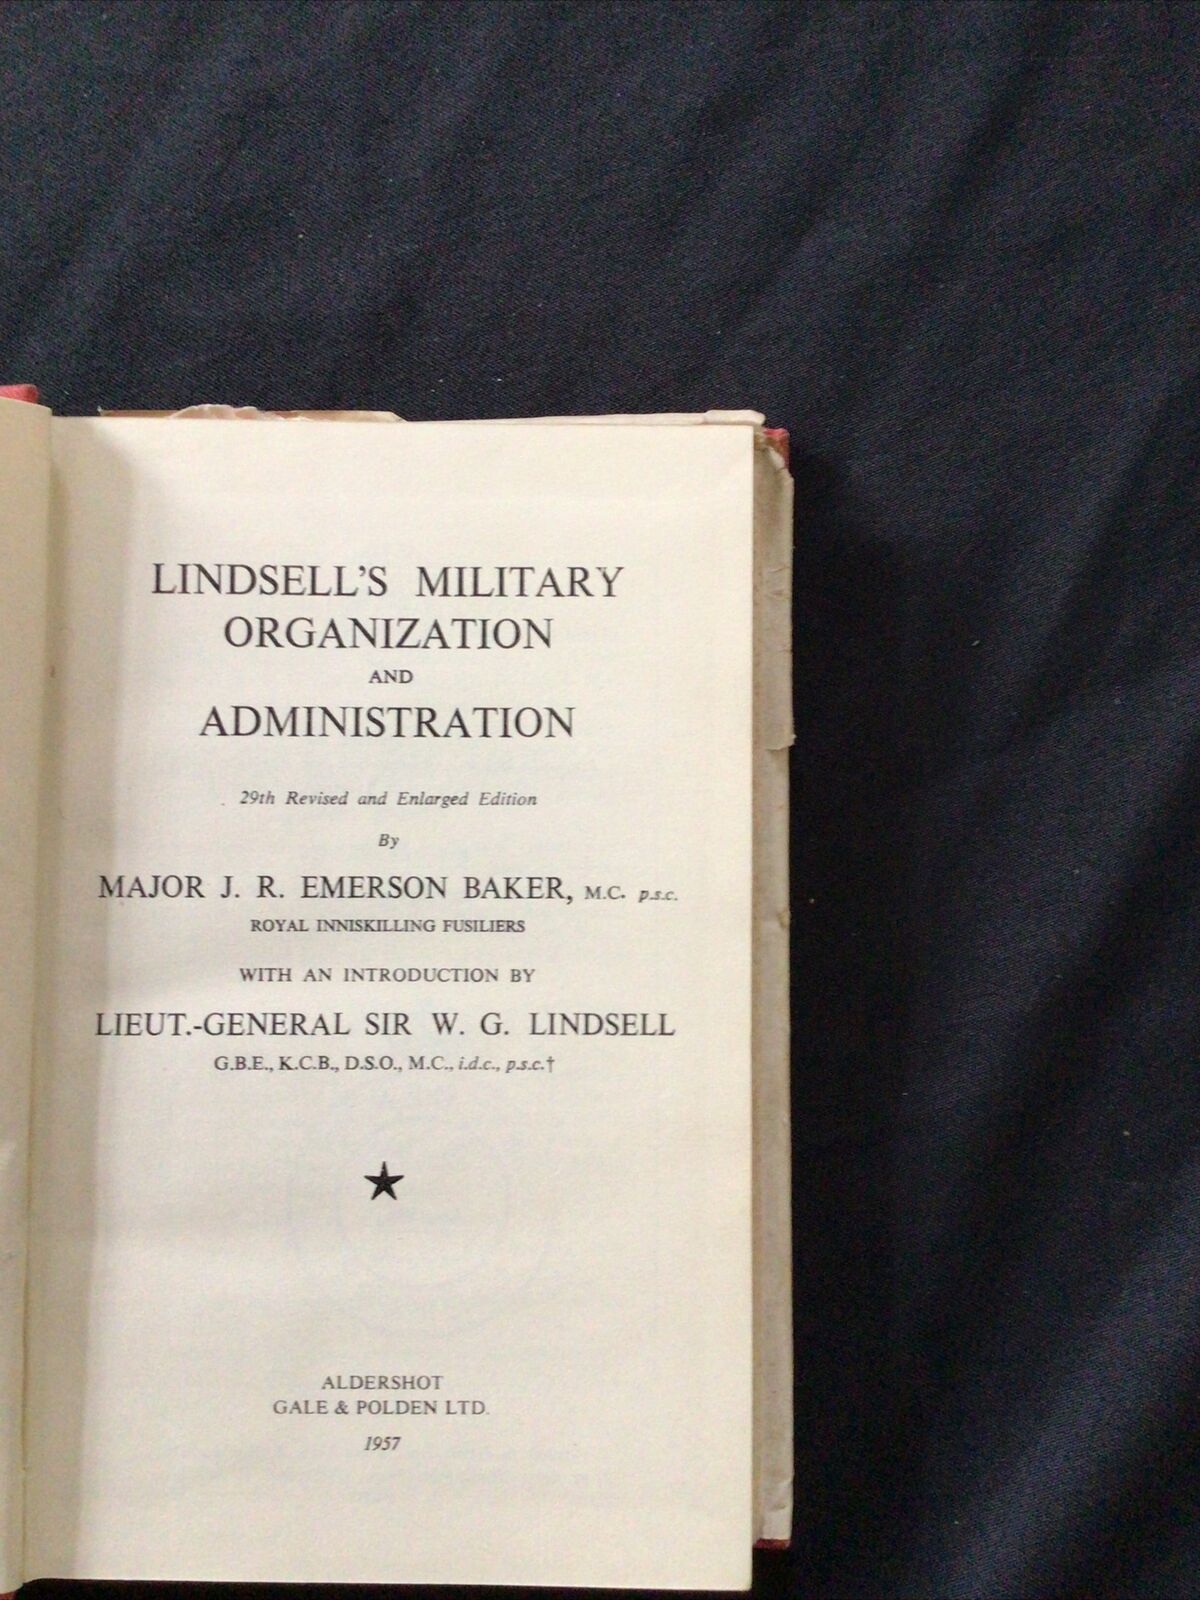 LINDSELL'S MILITARY
ORGANIZATION
AND
ADMINISTRATION
29th Revised and Enlarged Edition
By
MAJOR J. R. EMERSON BAKER, M.C. p.s.c.
ROYAL INNISKILLING FUSILIERS
WITH AN INTRODUCTION BY
LIEUT.-GENERAL SIR W. G. LINDSELL
G.B.E., K.C.B., D.S.O., M.C., i.d.c., p.s.c.†
ALDERSHOT
GALE & POLDEN LTD.
1957